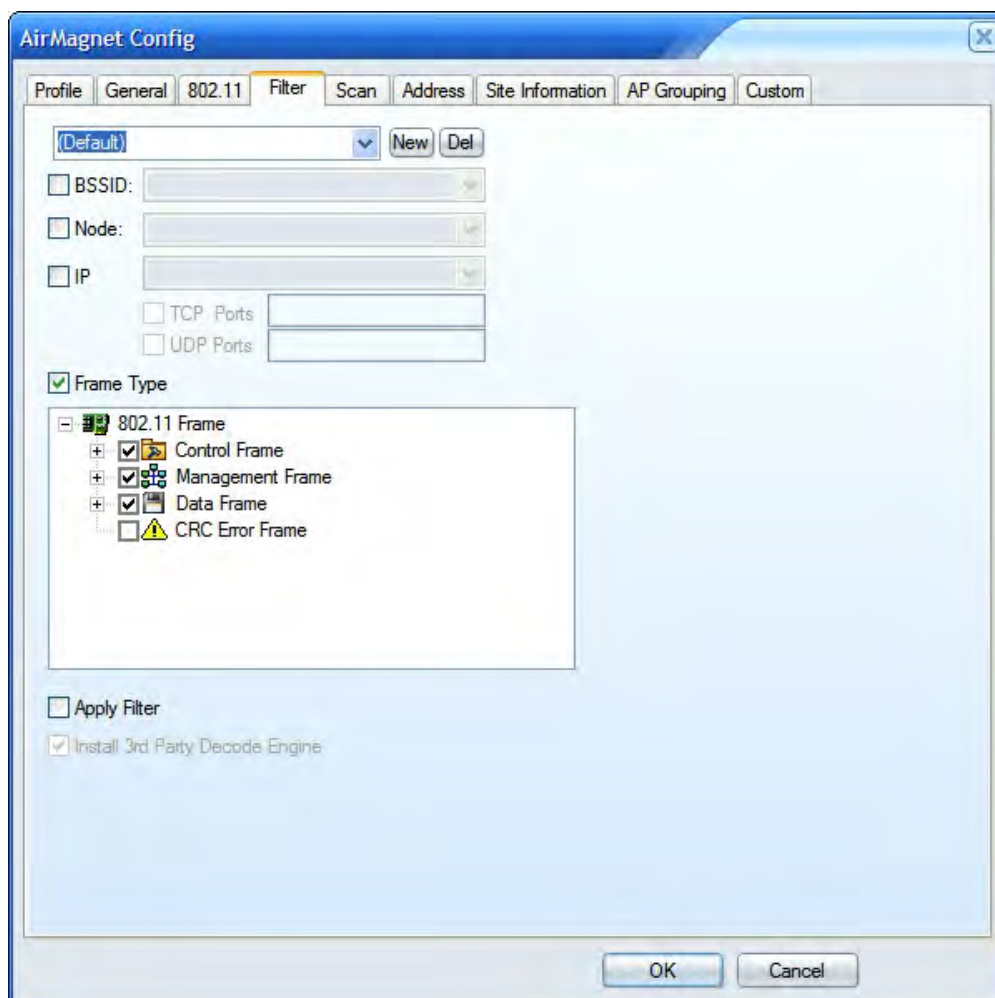 AirMagnet Config
Profile General 802.11 Filter Scan Address Site Information AP Grouping Custom
(Default) New Del
BSSID:
Node:
IP
TCP Ports
UDP Ports
Frame Type
802.11 Frame
Control Frame
Management Frame
Data Frame
CRC Error Frame
Apply Filter
Install 3rd Party Decode Engine
OK Cancel